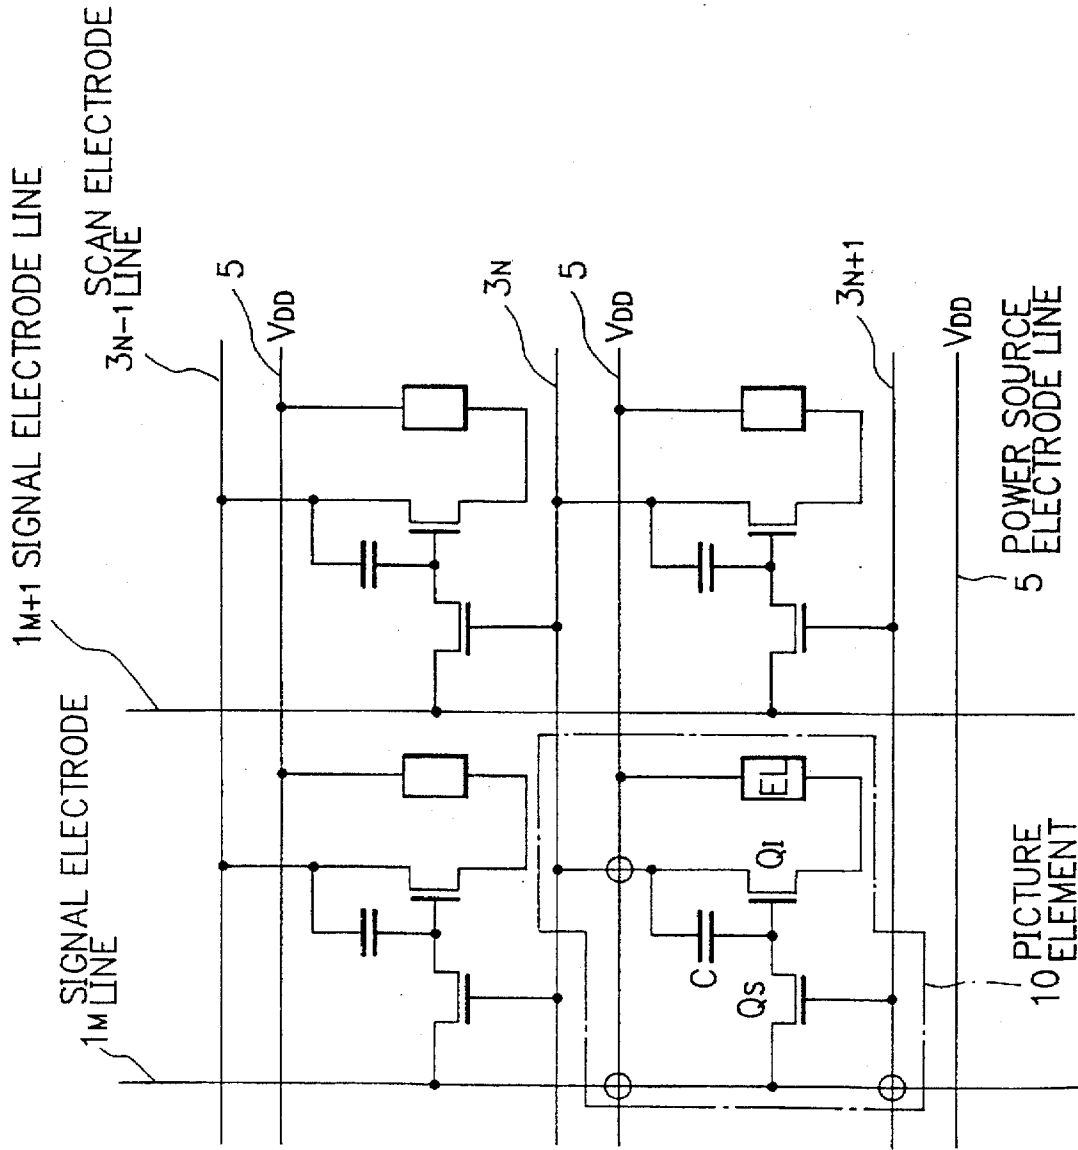 1M+1 SIGNAL ELECTRODE LINE
SCAN ELECTRODE
3N-1 LINE
5
VDD
3N
5
VDD
3N+1
VDD
5 POWER SOURCE
ELECTRODE LINE
SIGNAL ELECTRODE
1M LINE
EL
QI
C
QS
10 PICTURE
ELEMENT